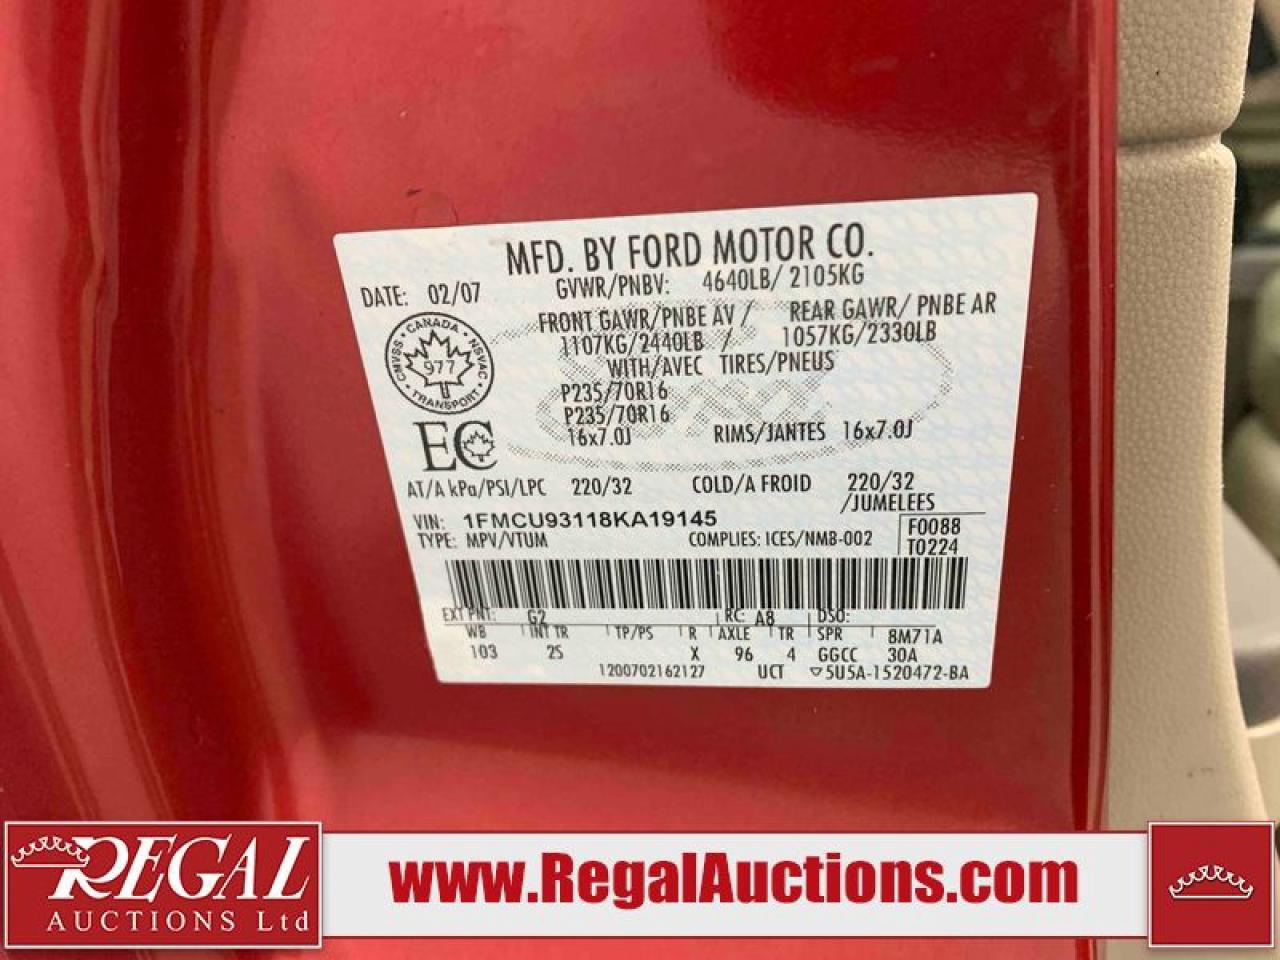 MFD. BY FORD MOTOR CO.
DATE: 02/07 GVWR/PNBV: 4640LB/ 2105KG
FRONT GAWR/PNBE AV / REAR GAWR/ PNBE AR
1107KG/2440LB / 1057KG/2330LB
WITH/AVEC TIRES/PNEUS
P235/70R16
P235/70R16
16x7.0J RIMS/JANTES 16x7.0J
CANADA
CMVSS • NSVAC
977
TRANSPORT
EC
AT/A kPa/PSI/LPC 220/32 COLD/A FROID 220/32
/JUMELEES
VIN: 1FMCU93118KA19145 F0088
TYPE: MPV/VTUM COMPLIES: ICES/NMB-002 T0224
EXT PNT: G2 RC: A8 DSO:
WB INT TR TP/PS R AXLE TR SPR 8M71A
103 2S X 96 4 GGCC 30A
1200702162127 UCT ▽5U5A-1520472-BA
REGAL
AUCTIONS Ltd
www.RegalAuctions.com